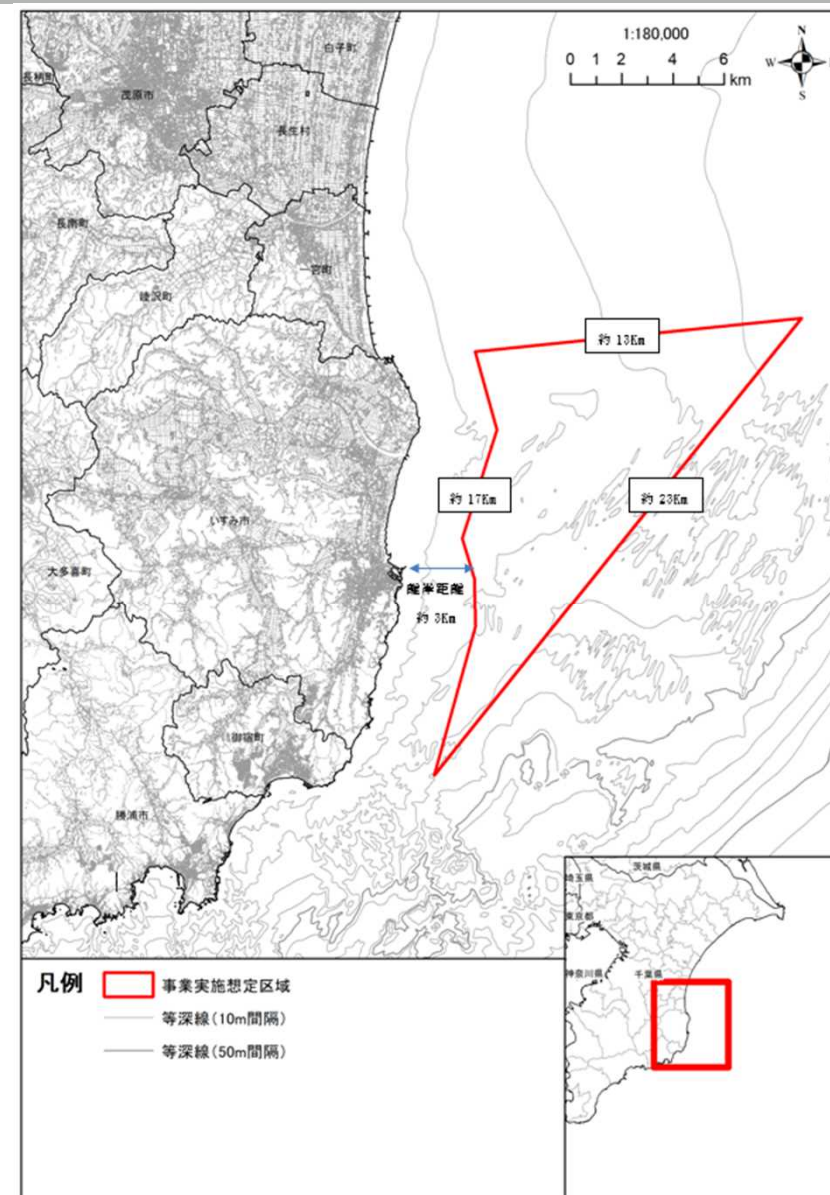 1:180,000
0 1 2 4 6
km
N
W
S
白子町
長柄町
茂原市
長生村
長南町
一宮町
睦沢町
約 13Km
約 17Km
約 23Km
いすみ市
大多喜町
離岸距離
約 3Km
御宿町
勝浦市
茨城県
埼玉県
東京都
神奈川県
千葉県
凡例
事業実施想定区域
等深線(10m間隔)
等深線(50m間隔)